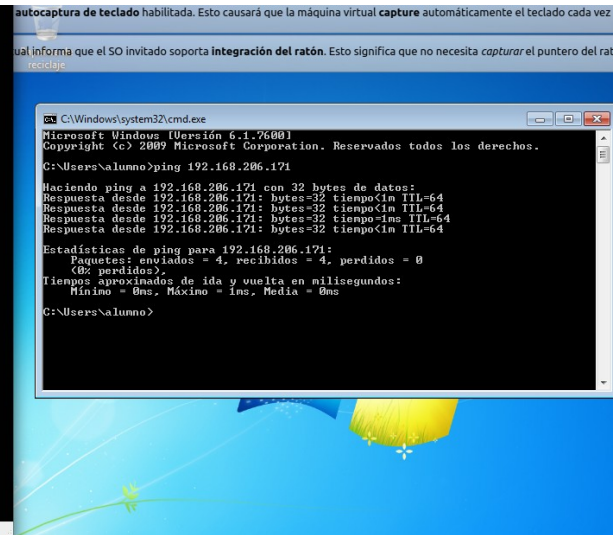 autocaptura de teclado habilitada. Esto causará que la máquina virtual capture automáticamente el teclado cada vez
ual informa que el SO invitado soporta integración del ratón. Esto significa que no necesita capturar el puntero del rat
reciclaje
C:\Windows\system32\cmd.exe
Microsoft Windows [Versión 6.1.7600]
Copyright (c) 2009 Microsoft Corporation. Reservados todos los derechos.
C:\Users\alumno>ping 192.168.206.171
Haciendo ping a 192.168.206.171 con 32 bytes de datos:
Respuesta desde 192.168.206.171: bytes=32 tiempo<1m TTL=64
Respuesta desde 192.168.206.171: bytes=32 tiempo<1m TTL=64
Respuesta desde 192.168.206.171: bytes=32 tiempo=1ms TTL=64
Respuesta desde 192.168.206.171: bytes=32 tiempo<1m TTL=64
Estadísticas de ping para 192.168.206.171:
Paquetes: enviados = 4, recibidos = 4, perdidos = 0
(0% perdidos),
Tiempos aproximados de ida y vuelta en milisegundos:
Mínimo = 0ms, Máximo = 1ms, Media = 0ms
C:\Users\alumno>